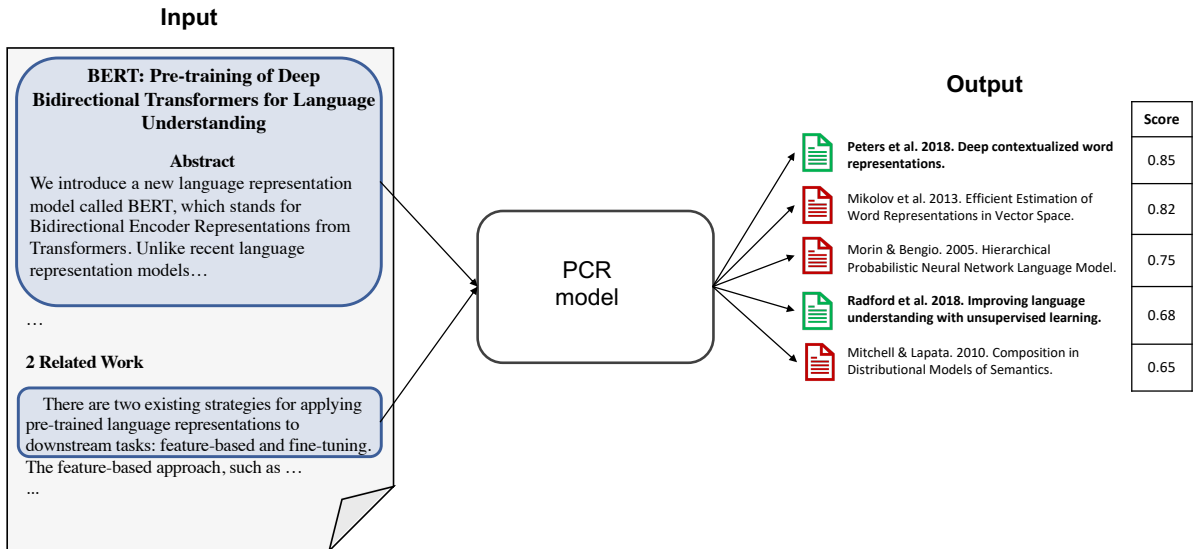 Input
BERT: Pre-training of Deep
Bidirectional Transformers for Language
Understanding
Abstract
We introduce a new language representation
model called BERT, which stands for
Bidirectional Encoder Representations from
Transformers. Unlike recent language
representation models…
…
2 Related Work
There are two existing strategies for applying
pre-trained language representations to
downstream tasks: feature-based and fine-tuning.
The feature-based approach, such as …
...
PCR
model
Output
Score
Peters et al. 2018. Deep contextualized word
representations.
0.85
Mikolov et al. 2013. Efficient Estimation of
Word Representations in Vector Space.
0.82
Morin & Bengio. 2005. Hierarchical
Probabilistic Neural Network Language Model.
0.75
Radford et al. 2018. Improving language
understanding with unsupervised learning.
0.68
Mitchell & Lapata. 2010. Composition in
Distributional Models of Semantics.
0.65